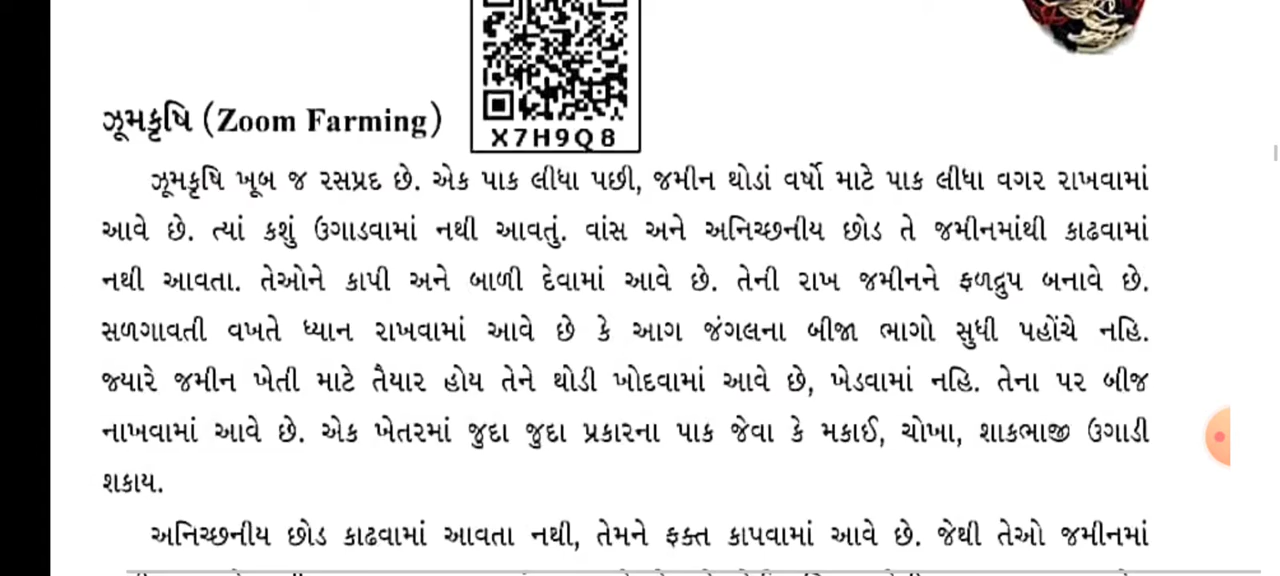 X7H9Q8
ઝૂમકૃષિ (Zoom Farming)
ઝૂમકૃષિ ખૂબ જ રસપ્રદ છે. એક પાક લીધા પછી, જમીન થોડાં વર્ષો માટે પાક લીધા વગર રાખવામાં
આવે છે. ત્યાં કશું ઉગાડવામાં નથી આવતું. વાંસ અને અનિચ્છનીય છોડ તે જમીનમાંથી કાઢવામાં
નથી આવતા. તેઓને કાપી અને બાળી દેવામાં આવે છે. તેની રાખ જમીનને ફળદ્રુપ બનાવે છે.
સળગાવતી વખતે ધ્યાન રાખવામાં આવે છે કે આગ જંગલના બીજા ભાગો સુધી પહોંચે નહિ.
જ્યારે જમીન ખેતી માટે તૈયાર હોય તેને થોડી ખોદવામાં આવે છે, ખેડવામાં નહિ. તેના પર બીજ
નાખવામાં આવે છે. એક ખેતરમાં જુદા જુદા પ્રકારના પાક જેવા કે મકાઈ, ચોખા, શાકભાજી ઉગાડી
શકાય.
અનિચ્છનીય છોડ કાઢવામાં આવતા નથી, તેમને ફક્ત કાપવામાં આવે છે. જેથી તેઓ જમીનમાં